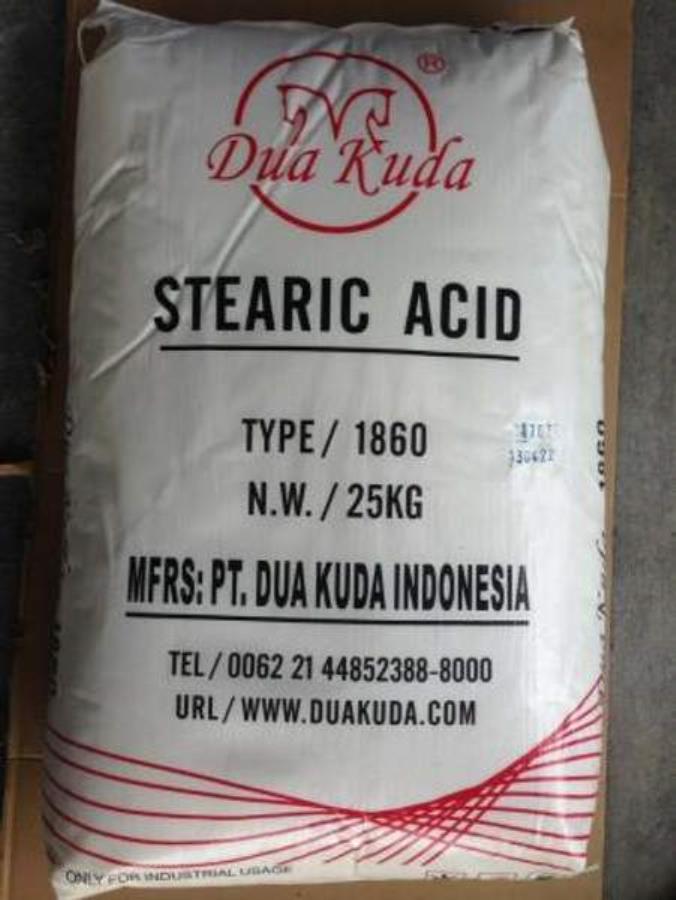 ®
Dua Kuda
STEARIC ACID
TYPE / 1860
N.W. / 25KG
MFRS: PT. DUA KUDA INDONESIA
TEL / 0062 21 44852388-8000
URL / WWW.DUAKUDA.COM
ONLY FOR INDUSTRIAL USAGE
1860